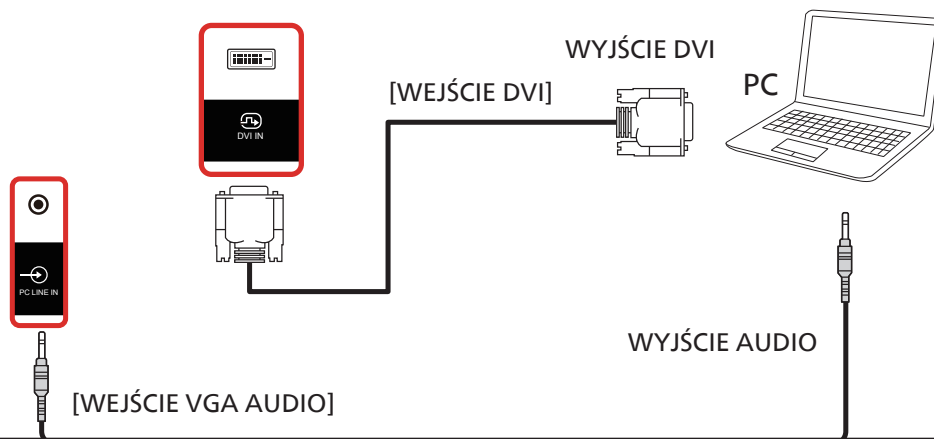 WYJŚCIE DVI
PC
[WEJŚCIE DVI]
DVI IN
PC LINE IN
WYJŚCIE AUDIO
[WEJŚCIE VGA AUDIO]